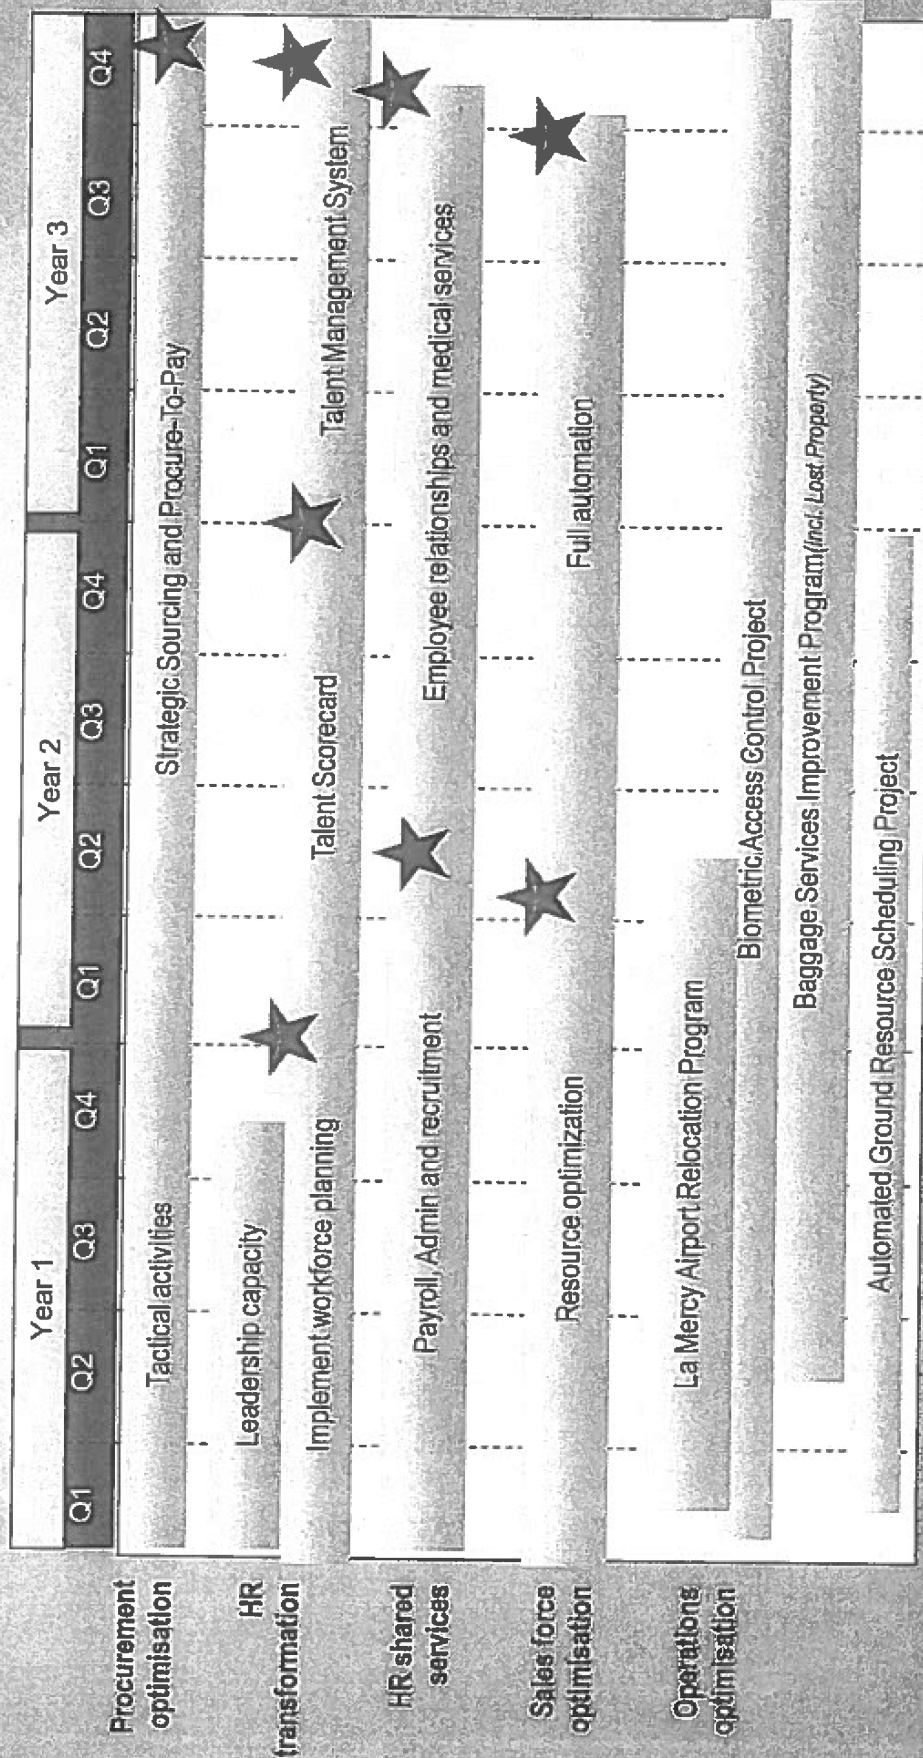 Year 1
Year 2
Year 3
Q1
Q2
Q3
Q4
Q1
Q2
Q3
Q4
Q1
Q2
Q3
Q4
Procurement
optimisation
Tactical activities
Strategic Sourcing and Procure-To-Pay
HR
transformation
Leadership capacity
Implement workforce planning
Talent Scorecard
Talent Management System
HR shared
services
Payroll, Admin and recruitment
Employee relationships and medical services
Sales force
optimisation
Resource optimization
Full automation
Operations
optimisation
La Mercy Airport Relocation Program
Biometric Access Control Project
Baggage Services Improvement Program(Incl. Lost Property)
Automated Ground Resource Scheduling Project